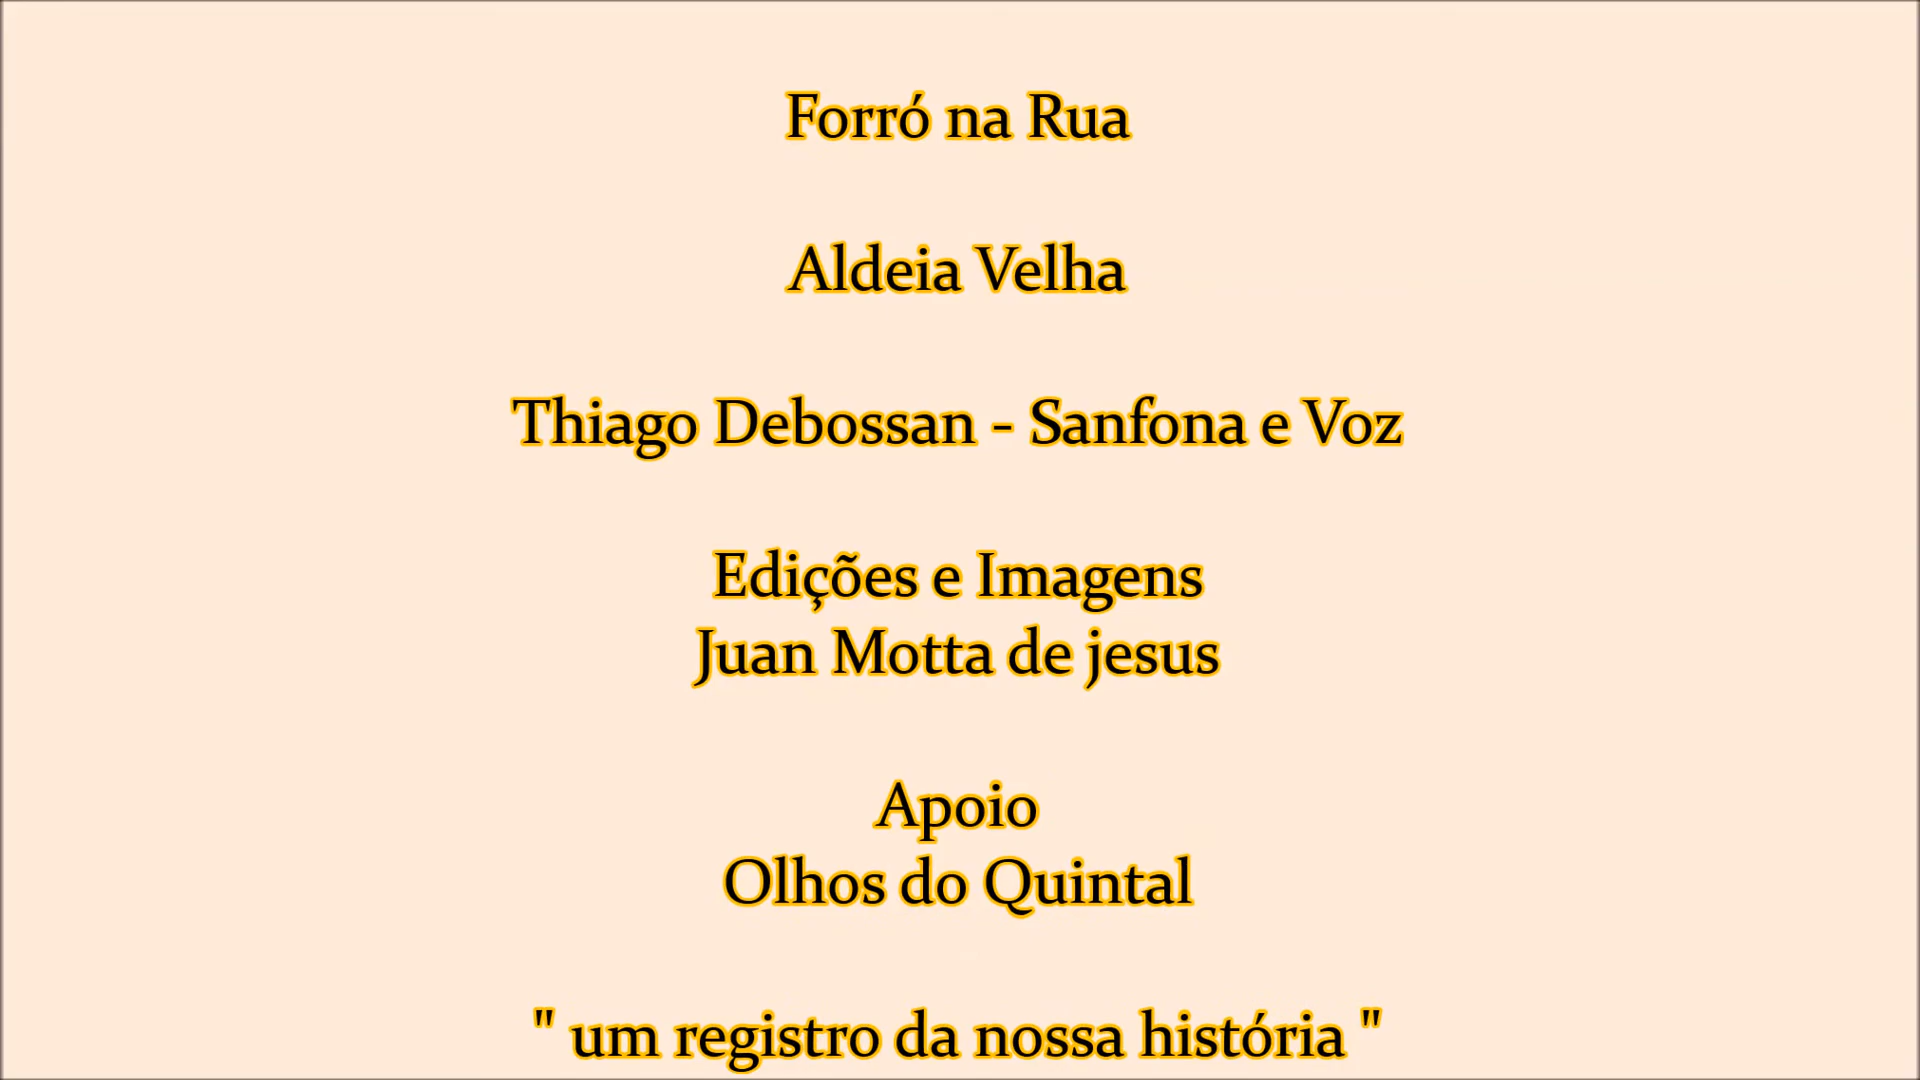 Forró na Rua
Aldeia Velha
Thiago Debossan - Sanfona e Voz
Edições e Imagens
Juan Motta de jesus
Apoio
Olhos do Quintal
" um registro da nossa história "